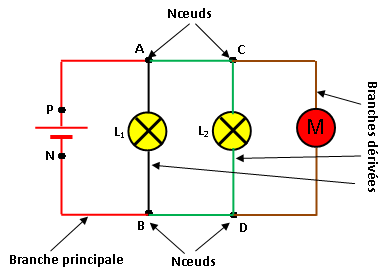 Nœuds
A
C
P
L1
L2
M
N
Branches dérivées
B
D
Branche principale
Nœuds